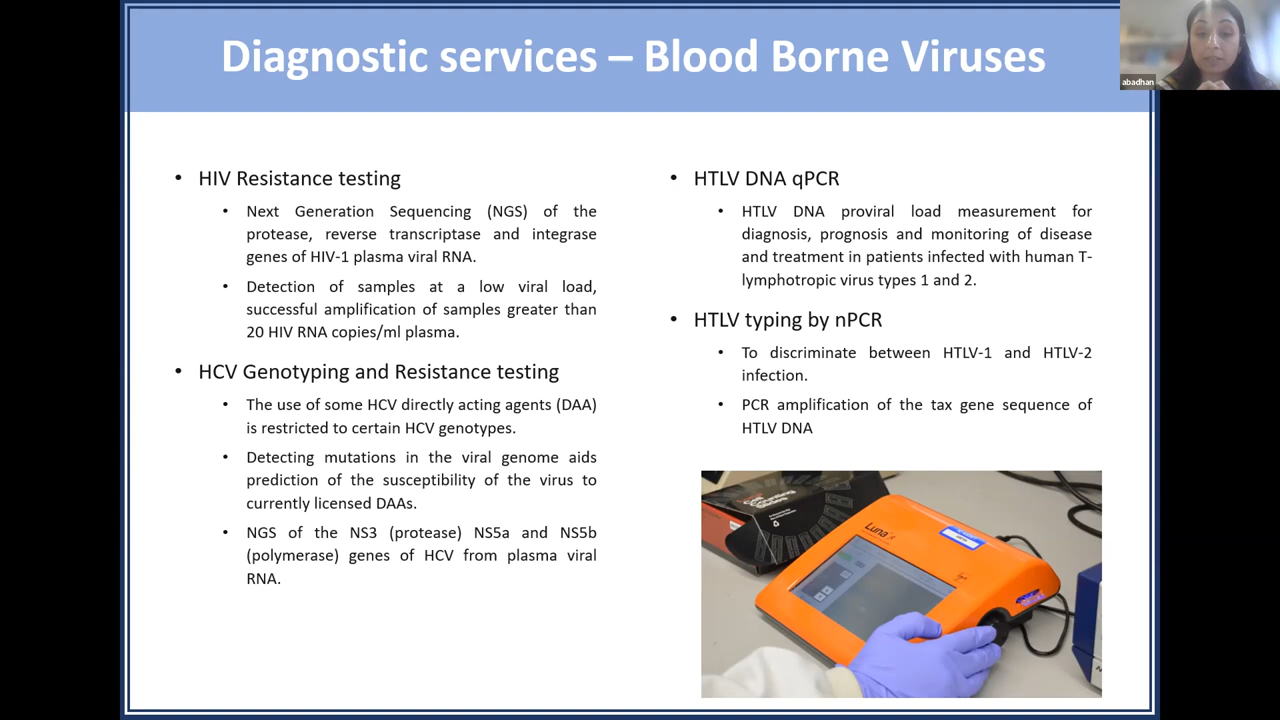 Diagnostic services – Blood Borne Viruses
abadhan
• HIV Resistance testing
• Next Generation Sequencing (NGS) of the
protease, reverse transcriptase and integrase
genes of HIV-1 plasma viral RNA.
• Detection of samples at a low viral load,
successful amplification of samples greater than
20 HIV RNA copies/ml plasma.
• HCV Genotyping and Resistance testing
• The use of some HCV directly acting agents (DAA)
is restricted to certain HCV genotypes.
• Detecting mutations in the viral genome aids
prediction of the susceptibility of the virus to
currently licensed DAAs.
• NGS of the NS3 (protease) NS5a and NS5b
(polymerase) genes of HCV from plasma viral
RNA.
• HTLV DNA qPCR
• HTLV DNA proviral load measurement for
diagnosis, prognosis and monitoring of disease
and treatment in patients infected with human T-
lymphotropic virus types 1 and 2.
• HTLV typing by nPCR
• To discriminate between HTLV-1 and HTLV-2
infection.
• PCR amplification of the tax gene sequence of
HTLV DNA
Luna